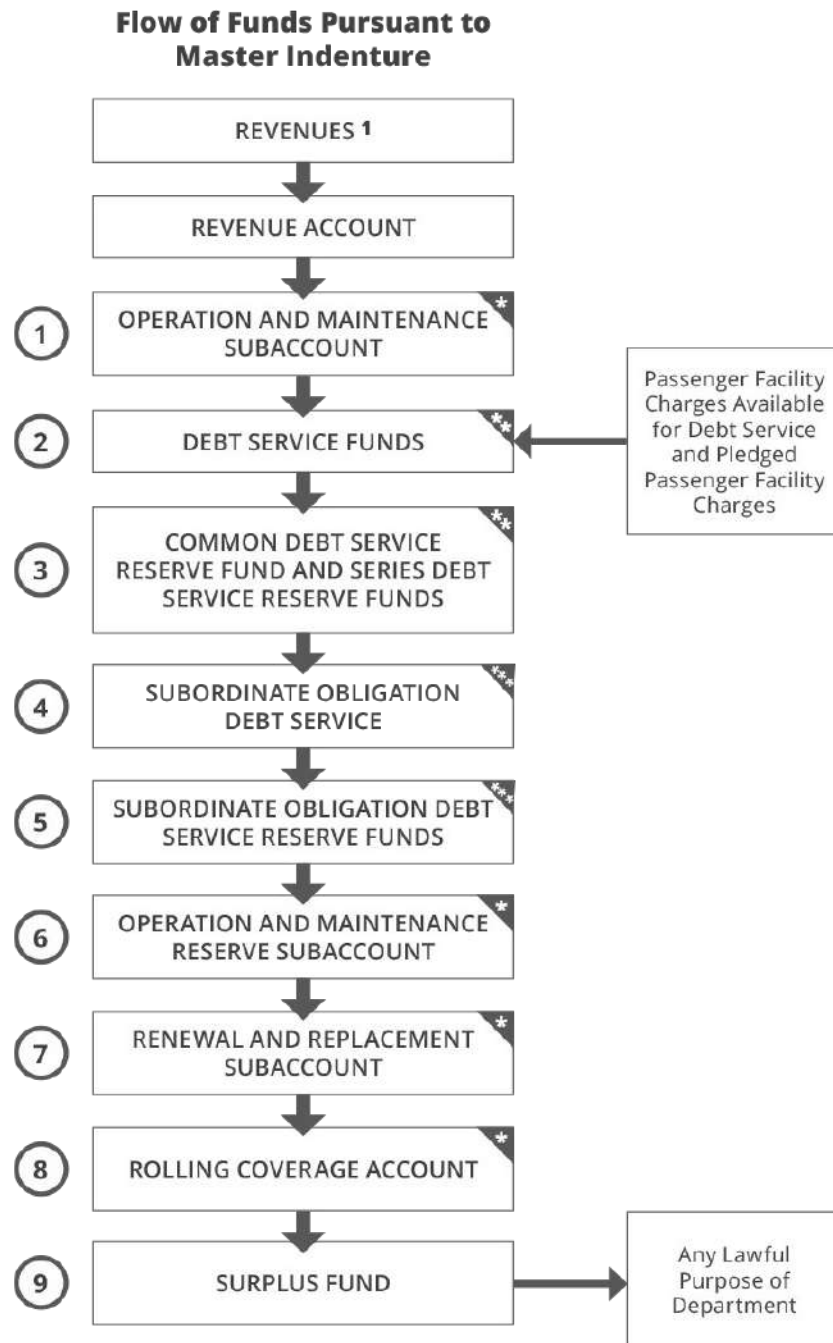 Flow of Funds Pursuant to
Master Indenture
REVENUES 1
REVENUE ACCOUNT
*
1
OPERATION AND MAINTENANCE
SUBACCOUNT
Passenger Facility
Charges Available
for Debt Service
and Pledged
Passenger Facility
Charges
**
2
DEBT SERVICE FUNDS
**
3
COMMON DEBT SERVICE
RESERVE FUND AND SERIES DEBT
SERVICE RESERVE FUNDS
***
4
SUBORDINATE OBLIGATION
DEBT SERVICE
***
5
SUBORDINATE OBLIGATION DEBT
SERVICE RESERVE FUNDS
*
6
OPERATION AND MAINTENANCE
RESERVE SUBACCOUNT
*
7
RENEWAL AND REPLACEMENT
SUBACCOUNT
*
8
ROLLING COVERAGE ACCOUNT
9
SURPLUS FUND
Any Lawful
Purpose of
Department